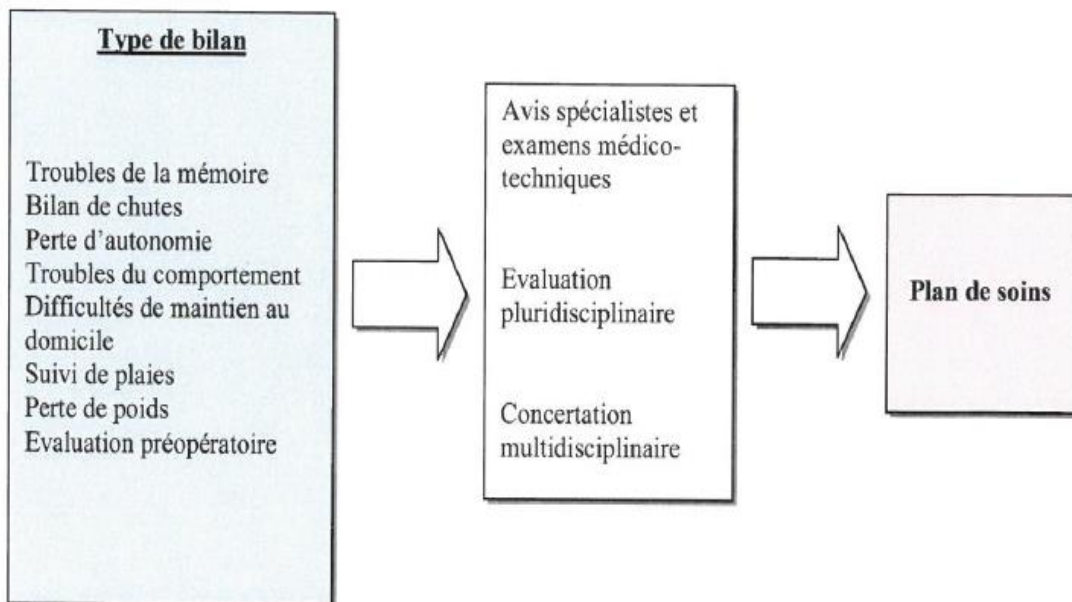 Type de bilan
Troubles de la mémoire
Bilan de chutes
Perte d'autonomie
Troubles du comportement
Difficultés de maintien au
domicile
Suivi de plaies
Perte de poids
Evaluation préopératoire
Avis spécialistes et
examens médico-
techniques
Evaluation
pluridisciplinaire
Concertation
multidisciplinaire
Plan de soins